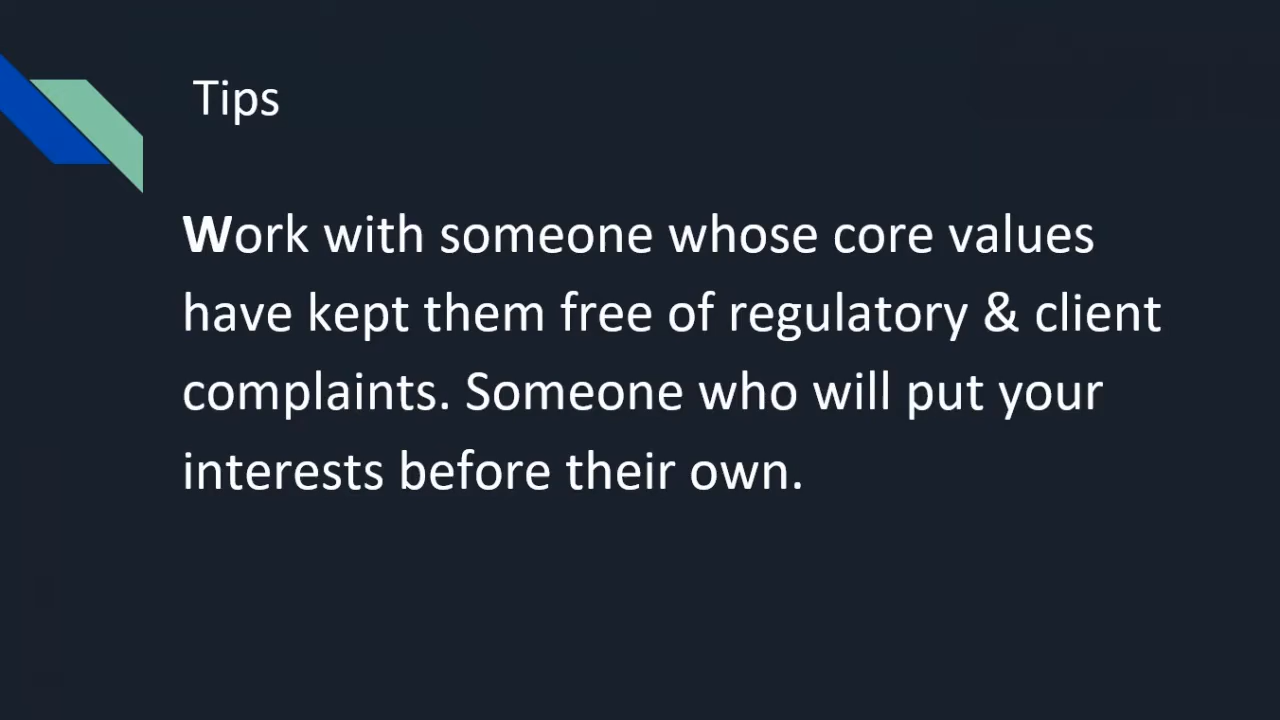 Tips
Work with someone whose core values
have kept them free of regulatory & client
complaints. Someone who will put your
interests before their own.